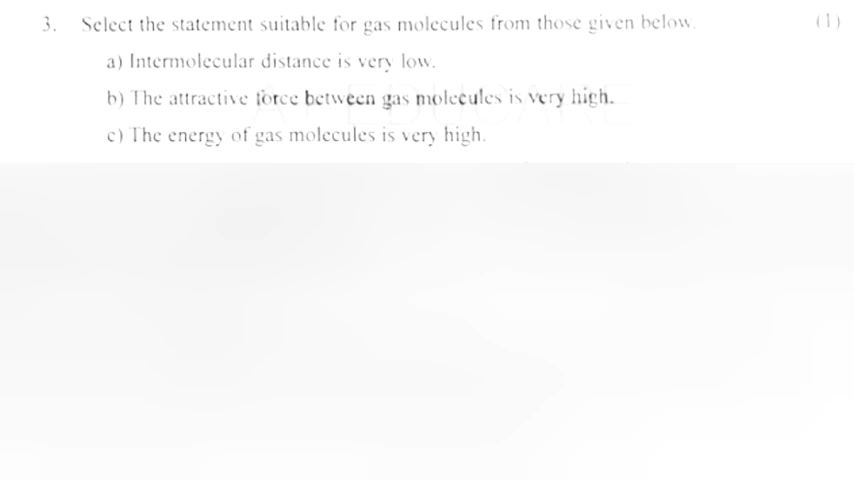 3. Select the statement suitable for gas molecules from those given below. (1)
a) Intermolecular distance is very low.
b) The attractive force between gas molecules is very high.
c) The energy of gas molecules is very high.